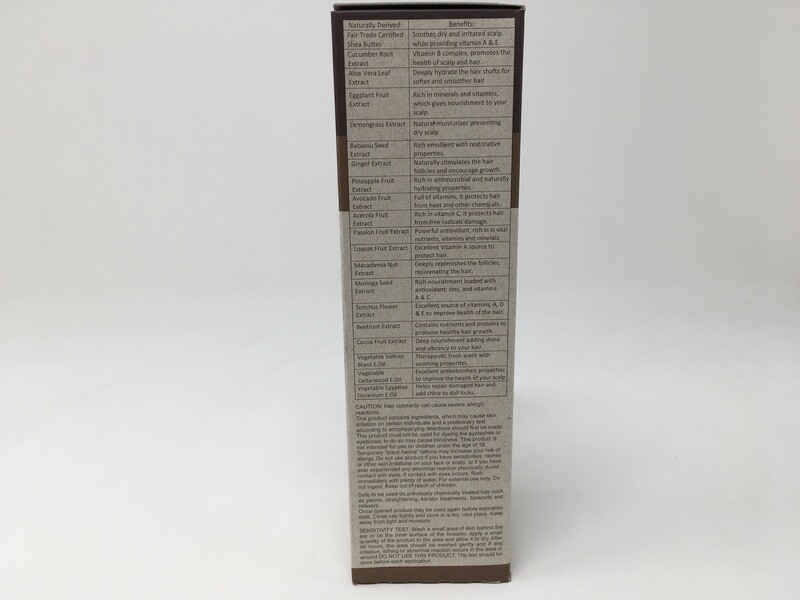 Naturally Derived: Benefits:
Fair Trade Certified Soothes dry and irritated scalp
Shea Butter while providing vitamin A & E.
Cucumber Root Vitamin B complex, promotes the
Extract health of scalp and hair
Aloe Vera Leaf Deeply hydrate the hair shafts for
Extract softer and smoother hair
Eggplant Fruit Rich in minerals and vitamins,
Extract which gives nourishment to your
scalp.
Lemongrass Extract Natural moisturizer preventing
dry scalp
Babassu Seed Rich emollient with restorative
Extract properties.
Ginger Extract Naturally stimulates the hair
follicles and encourage growth.
Pineapple Fruit Rich in antimicrobial and naturally
Extract hydrating properties.
Avocado Fruit Full of vitamins, it protects hair
Extract from heat and other chemicals.
Acerola Fruit Rich in vitamin C, it protects hair
Extract from free radicals damage.
Passion Fruit Extract Powerful antioxidant, rich in in vital
nutrients, vitamins and minerals.
Loquat Fruit Extract Excellent Vitamin A source to
protect hair.
Macadamia Nut Deeply replenishes the follicles,
Extract rejuvenating the hair.
Moringa Seed Rich nourishment loaded with
Extract antioxidant, zinc, and vitamins
A & C.
Sonchus Flower Excellent source of vitamins, A, D
Extract & E to improve health of the hair.
Beetroot Extract Contains nutrients and proteins to
promote healthy hair growth
Cocoa Fruit Extract Deep nourishment adding shine
and vibrancy to your hair
Vegetable Vetiver Therapeutic fresh scent with
Brasil E.Oil soothing properties.
Vegetable Excellent antiseborrheic properties
Cedarwood E.Oil to improve the health of your scalp
Vegetable Egyptian Helps repair damaged hair and
Geranium E.Oil add shine to dull locks.
CAUTION: Hair colorants can cause severe allergic
reactions.
This product contains ingredients, which may cause skin
irritation on certain individuals and a preliminary test
according to accompanying directions should first be made.
This product must not be used for dyeing the eyelashes or
eyebrows; to do so may cause blindness. This product is
not intended for use on children under the age of 16.
Temporary "black henna" tattoos may increase your risk of
allergy. Do not use product if you have sensitivities, rashes
or other skin irritations on your face or scalp, or if you have
ever experienced any abnormal reaction previously. Avoid
contact with eyes. If contact with eyes occurs, flush
immediately with plenty of water. For external use only. Do
not ingest. Keep out of reach of children.
Safe to be used on previously chemically treated hair such
as perms, straightening, keratin treatments, blowouts and
relaxers.
Once opened product may be used again before expiration
date. Close cap tightly and store in a dry, cool place. Keep
away from light and moisture.
SENSITIVITY TEST: Wash a small area of skin behind the
ear or on the inner surface of the forearm; apply a small
quantity of the product to the area and allow it to dry. After
48 hours, the area should be washed gently and if any
irritation, itching or abnormal reaction occurs in the area or
around DO NOT USE THIS PRODUCT. The test should be
done before each application.